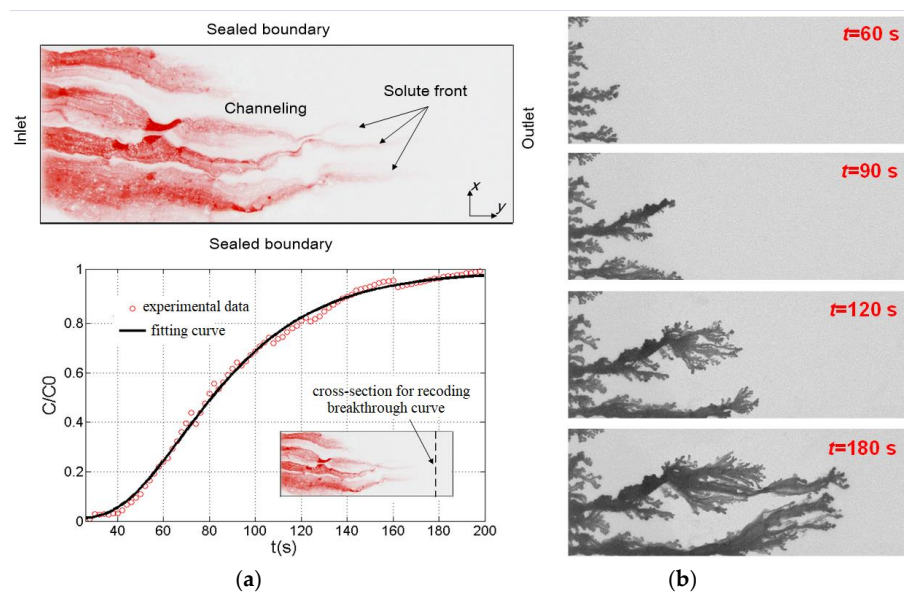 Sealed boundary
Inlet
Channeling
Solute front
Outlet
x
y
Sealed boundary
1
0.8
0.6
0.4
0.2
0
C/C0
experimental data
fitting curve
cross-section for recoding
breakthrough curve
40 60 80 100 120 140 160 180 200
t(s)
(a)
t=60 s
t=90 s
t=120 s
t=180 s
(b)